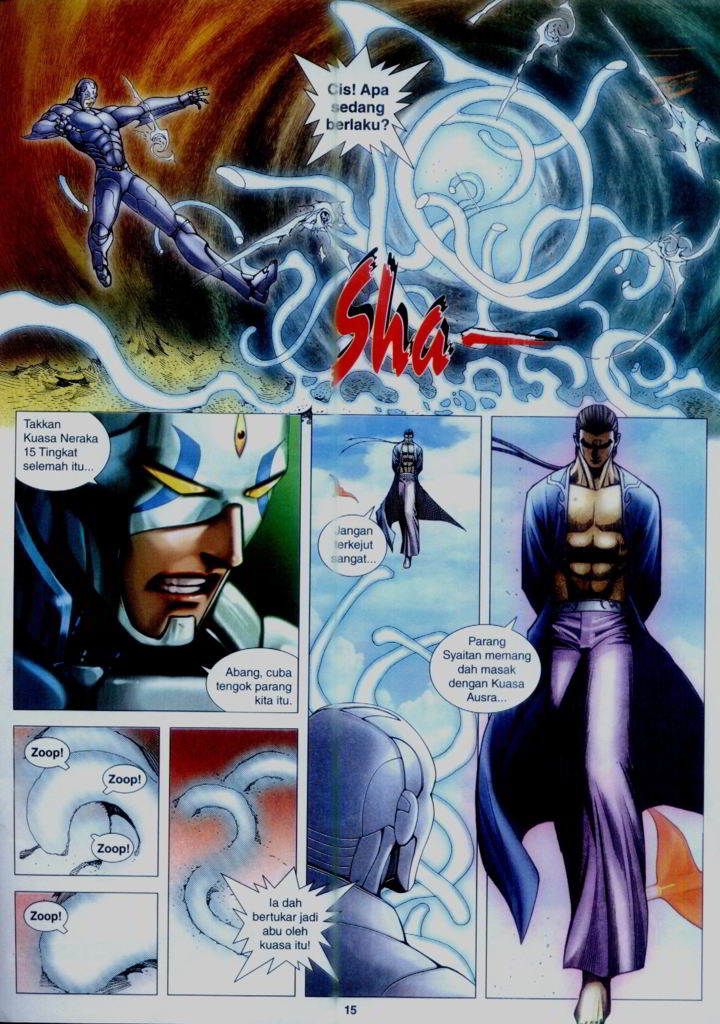 Cis! Apa
sedang
berlaku?
Sha
Takkan
Kuasa Neraka
15 Tingkat
selemah itu...
Abang, cuba
tengok parang
kita itu.
Jangan
terkejut
sangat...
Parang
Syaitan memang
dah masak
dengan Kuasa
Ausra...
Zoop!
Zoop!
Zoop!
Zoop!
Ia dah
bertukar jadi
abu oleh
kuasa itu!
15